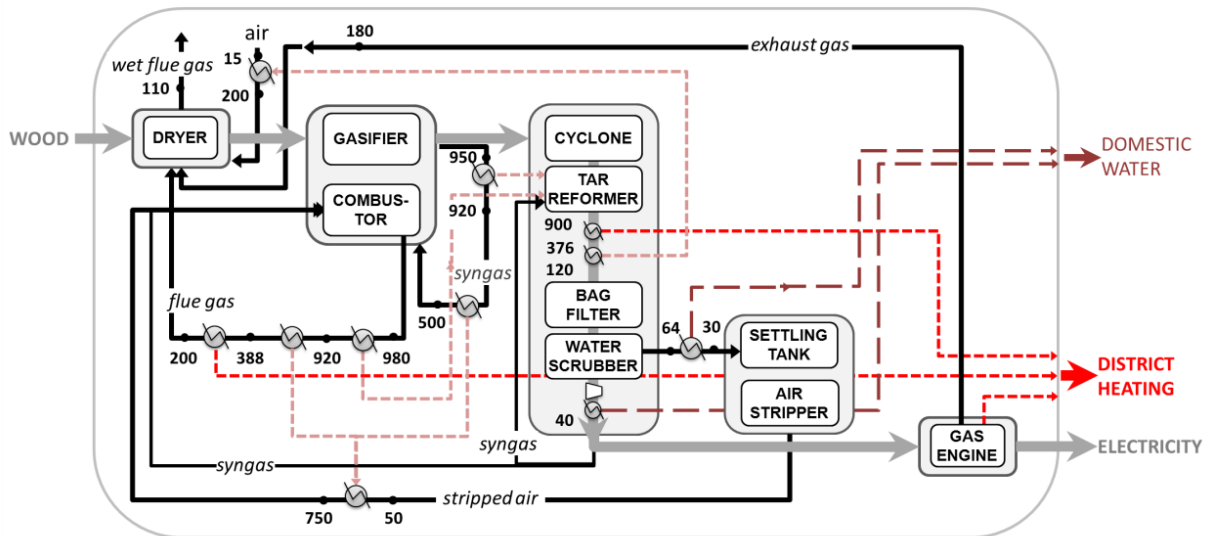 180
exhaust gas
air
15
wet flue gas
110
200
WOOD
DRYER
GASIFIER
COMBUS-
TOR
950
920
CYCLONE
TAR
REFORMER
900
376
120
BAG
FILTER
WATER
SCRUBBER
40
DOMESTIC
WATER
syngas
500
flue gas
200
388
920
980
64
30
SETTLING
TANK
AIR
STRIPPER
DISTRICT
HEATING
GAS
ENGINE
ELECTRICITY
syngas
syngas
stripped air
750
50